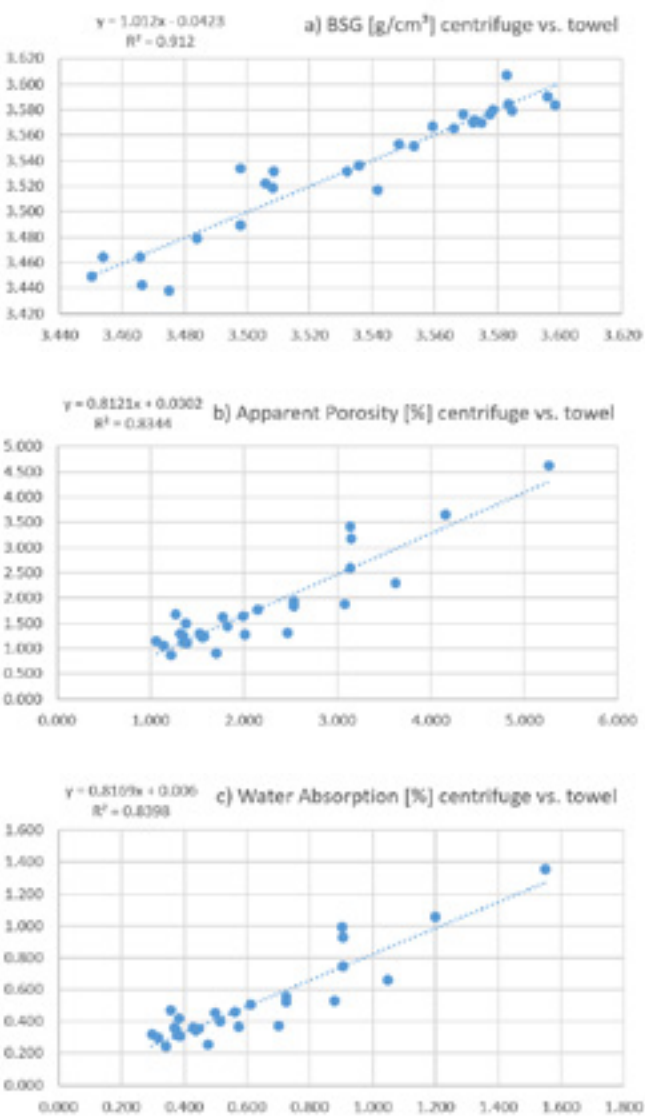 y = 1.012x - 0.0423
R² = 0.912
a) BSG [g/cm³] centrifuge vs. towel
3.620
3.600
3.580
3.560
3.540
3.520
3.500
3.480
3.460
3.440
3.420
3.440 3.460 3.480 3.500 3.520 3.540 3.560 3.580 3.600 3.620
y = 0.8121x + 0.0302
R² = 0.8344
b) Apparent Porosity [%] centrifuge vs. towel
5.000
4.500
4.000
3.500
3.000
2.500
2.000
1.500
1.000
0.500
0.000
0.000 1.000 2.000 3.000 4.000 5.000 6.000
y = 0.8169x + 0.006
R² = 0.8398
c) Water Absorption [%] centrifuge vs. towel
1.600
1.400
1.200
1.000
0.800
0.600
0.400
0.200
0.000
0.000 0.200 0.400 0.600 0.800 1.000 1.200 1.400 1.600 1.800